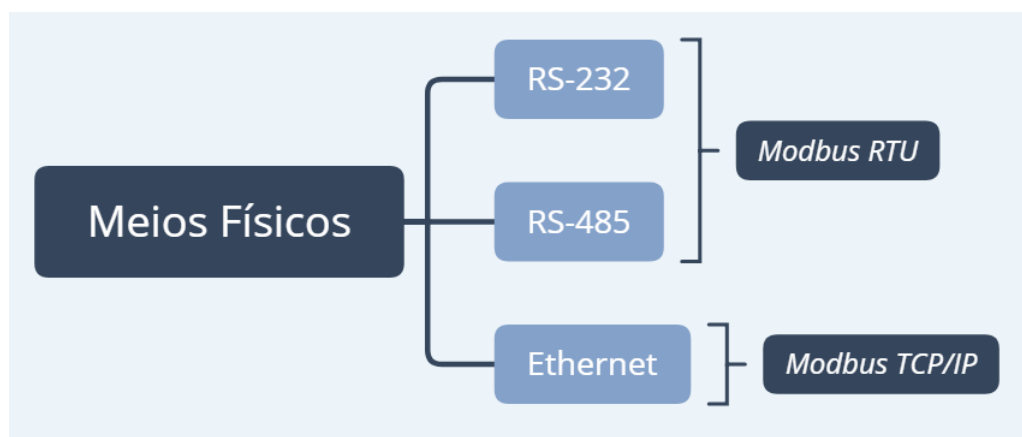 Meios Físicos
RS-232
RS-485
Ethernet
Modbus RTU
Modbus TCP/IP